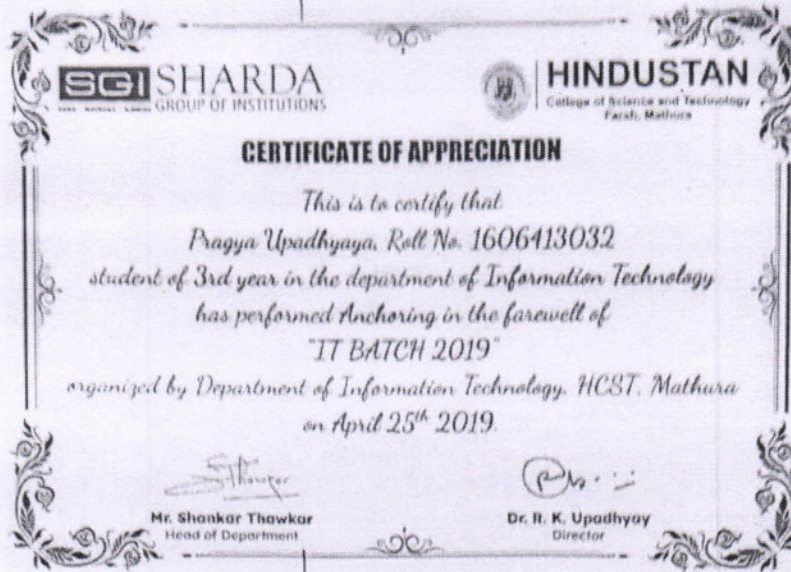 SGI SHARDA
GROUP OF INSTITUTIONS
HINDUSTAN
College of Science and Technology
Farah, Mathura
CERTIFICATE OF APPRECIATION
This is to certify that
Pragya Upadhyaya, Roll No. 1606413032
student of 3rd year in the department of Information Technology
has performed Anchoring in the farewell of
"IT BATCH 2019"
organized by Department of Information Technology, HCST, Mathura
on April 25th 2019.
Mr. Shankar Thawkar
Head of Department
Dr. R. K. Upadhyay
Director